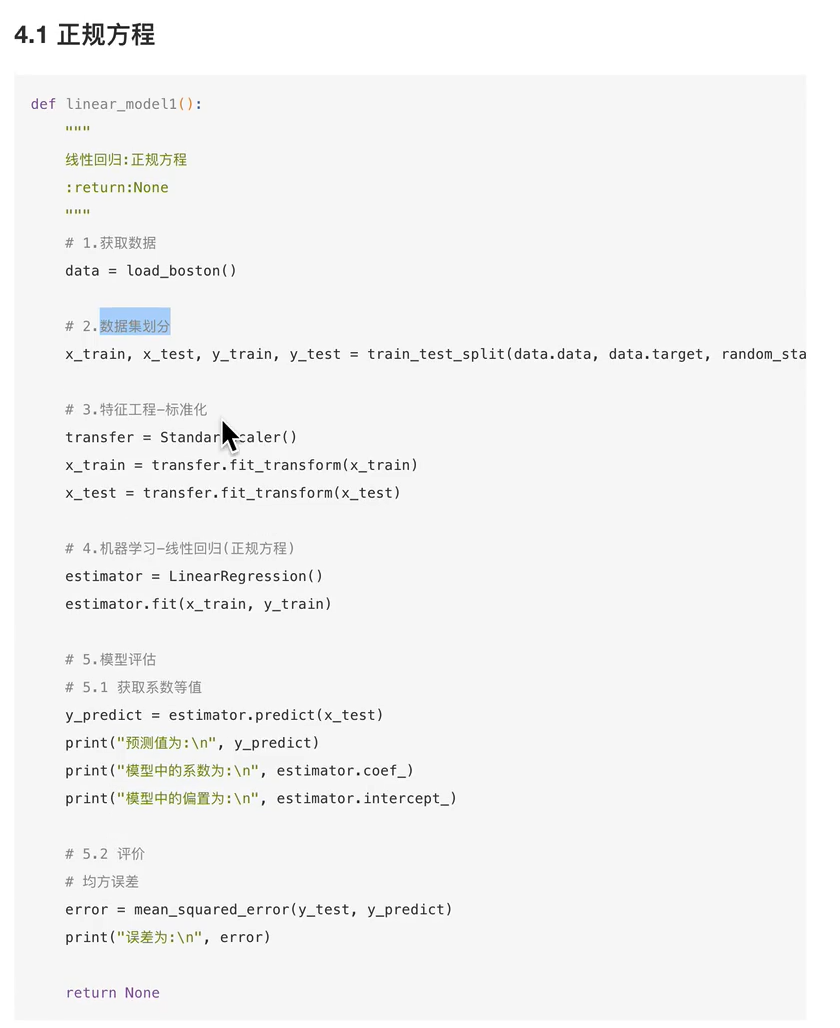 4.1 正规方程
def linear_model1():
"""
线性回归:正规方程
:return:None
"""
# 1.获取数据
data = load_boston()
# 2.数据集划分
x_train, x_test, y_train, y_test = train_test_split(data.data, data.target, random_sta
# 3.特征工程-标准化
transfer = Standar caler()
x_train = transfer.fit_transform(x_train)
x_test = transfer.fit_transform(x_test)
# 4.机器学习-线性回归(正规方程)
estimator = LinearRegression()
estimator.fit(x_train, y_train)
# 5.模型评估
# 5.1 获取系数等值
y_predict = estimator.predict(x_test)
print("预测值为:\n", y_predict)
print("模型中的系数为:\n", estimator.coef_)
print("模型中的偏置为:\n", estimator.intercept_)
# 5.2 评价
# 均方误差
error = mean_squared_error(y_test, y_predict)
print("误差为:\n", error)
return None